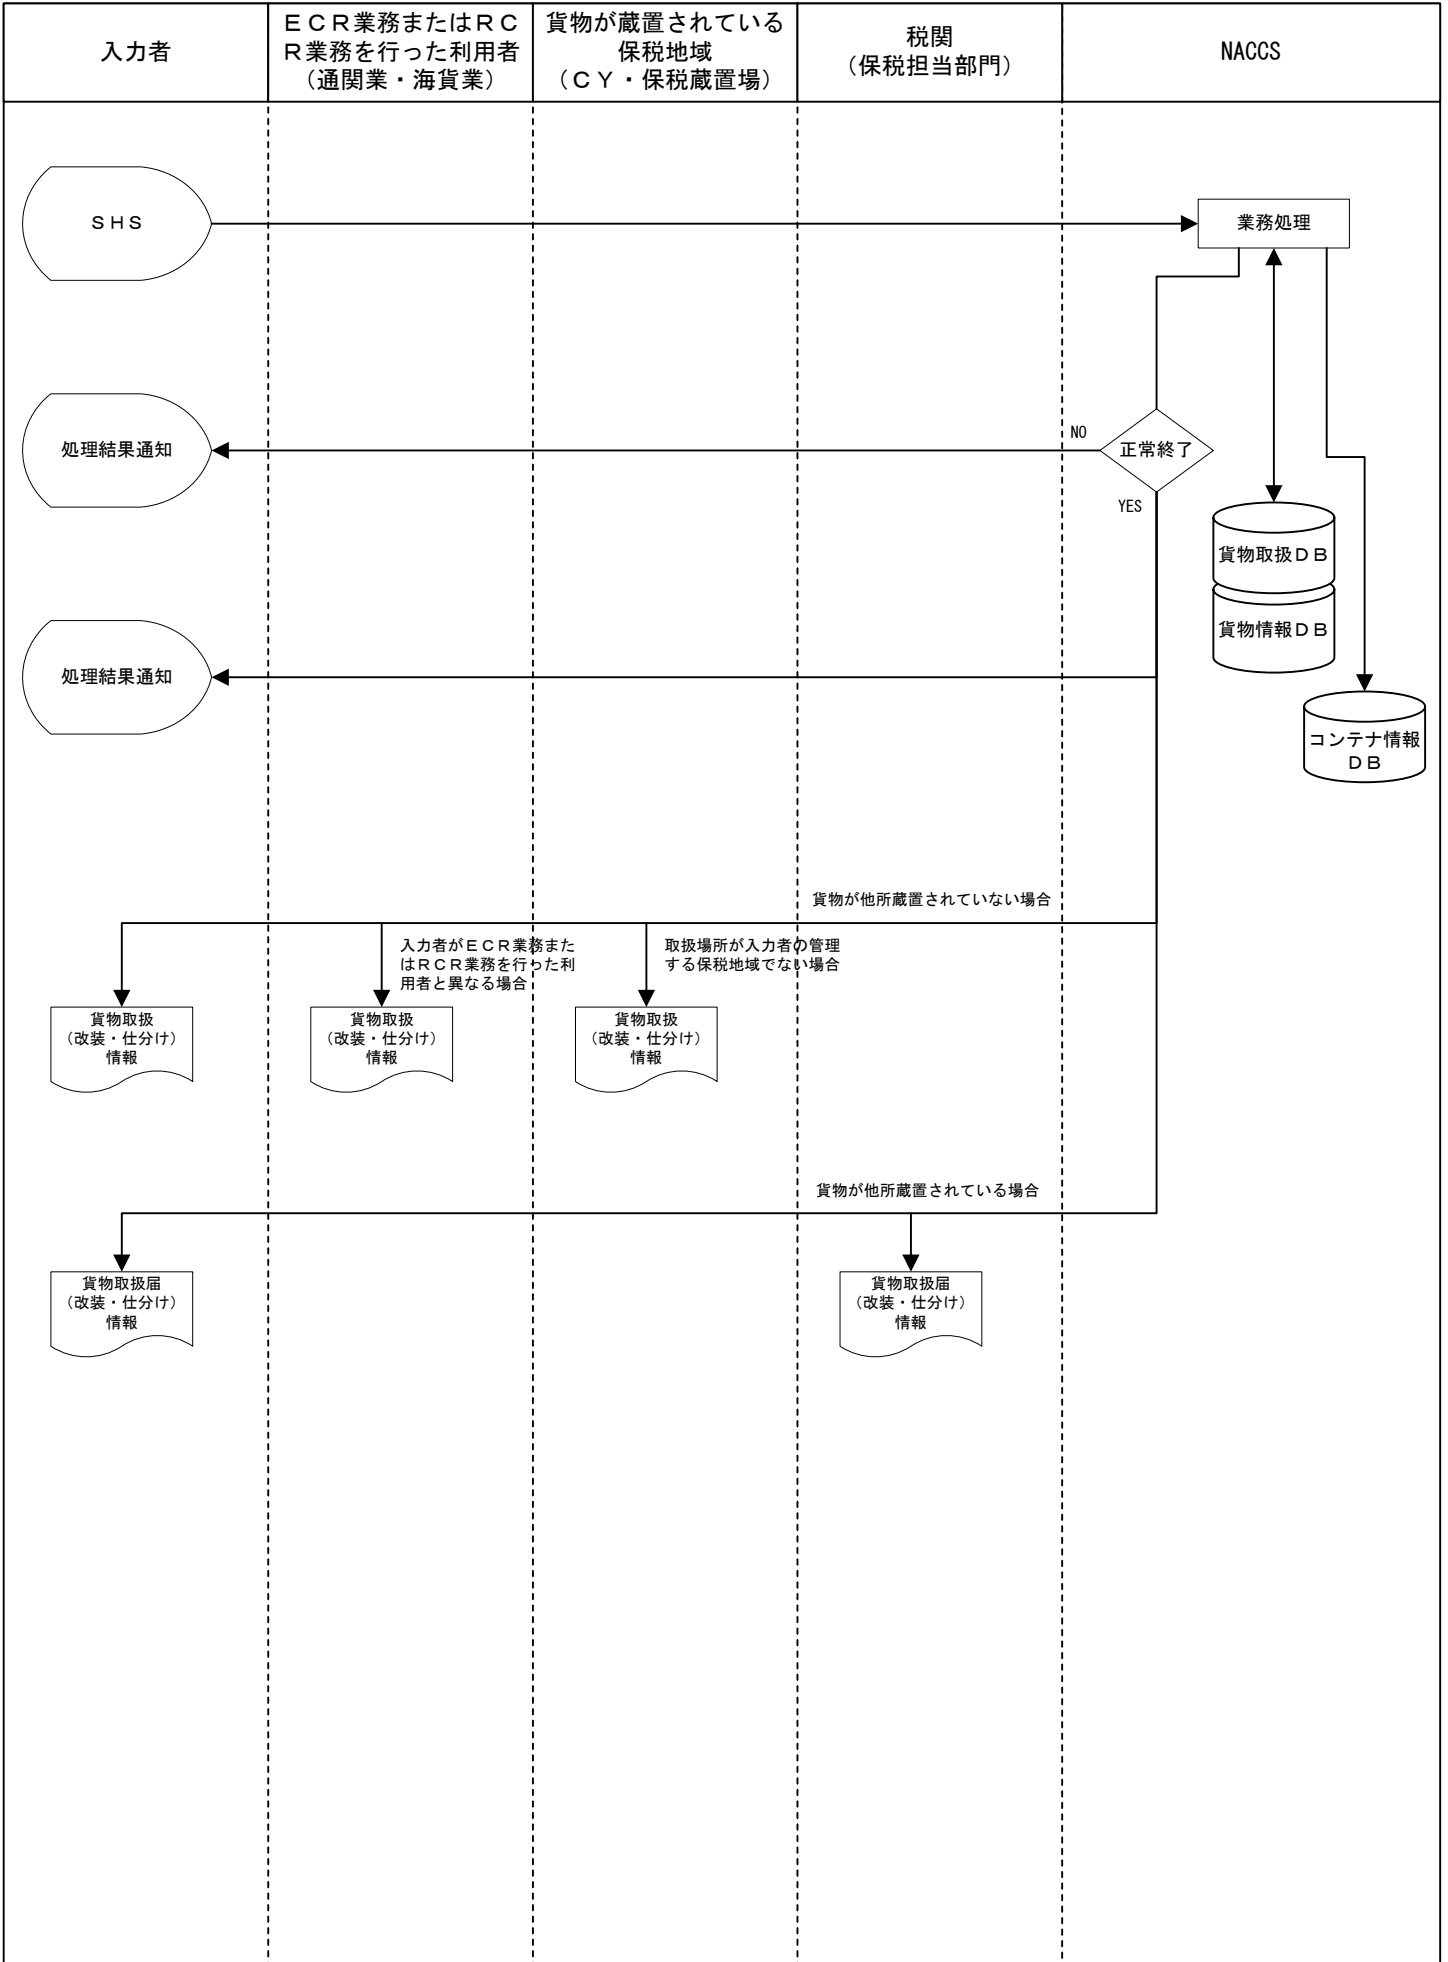 入力者
ＥＣＲ業務またはＲＣ
Ｒ業務を行った利用者
（通関業・海貨業）
貨物が蔵置されている
保税地域
（ＣＹ・保税蔵置場）
税関
（保税担当部門）
NACCS
ＳＨＳ
業務処理
処理結果通知
NO
正常終了
YES
貨物取扱ＤＢ
貨物情報ＤＢ
処理結果通知
コンテナ情報
ＤＢ
貨物が他所蔵置されていない場合
入力者がＥＣＲ業務また
はＲＣＲ業務を行った利
用者と異なる場合
取扱場所が入力者の管理
する保税地域でない場合
貨物取扱
（改装・仕分け）
情報
貨物取扱
（改装・仕分け）
情報
貨物取扱
（改装・仕分け）
情報
貨物が他所蔵置されている場合
貨物取扱届
（改装・仕分け）
情報
貨物取扱届
（改装・仕分け）
情報